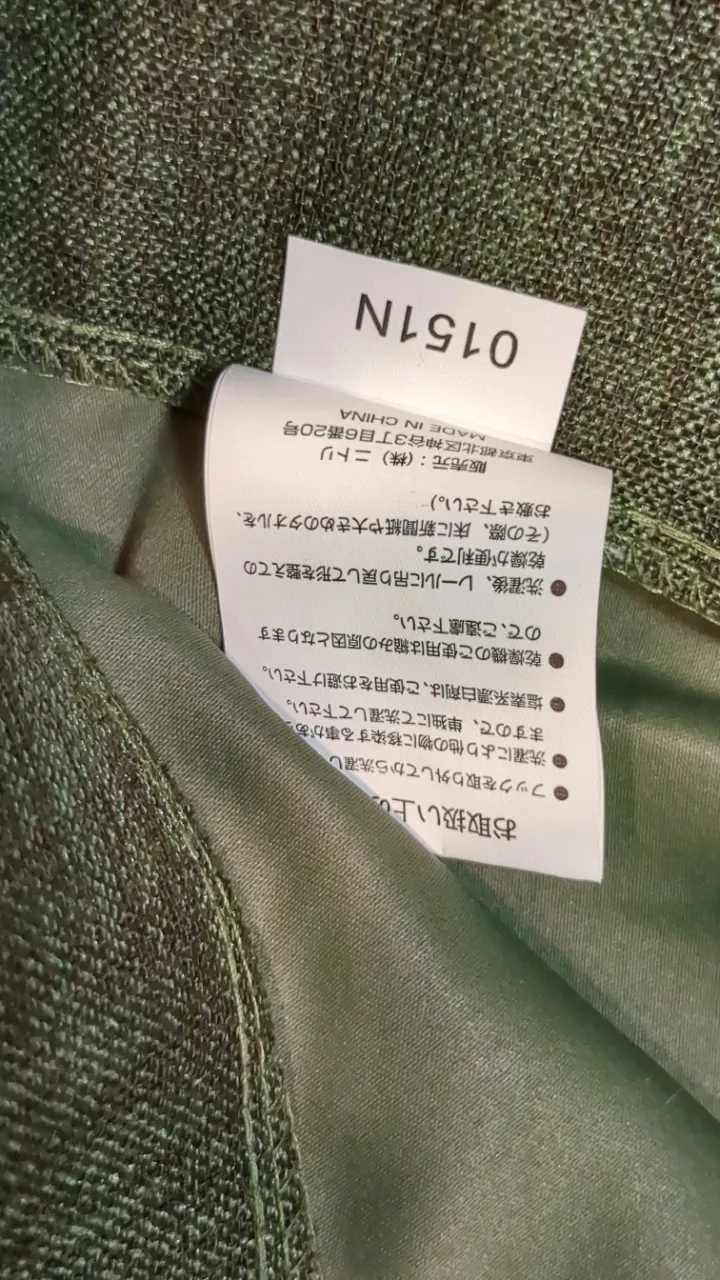 お取扱い上の
● フックを取り外してから洗濯し
● 洗濯により他の物に移染する事があ
ますので、単独にて洗濯して下さい。
● 塩素系漂白剤は、ご使用をお避け下さい。
● 乾燥機のご使用は縮みの原因となります
ので、ご遠慮下さい。
● 洗濯後、レールに吊り戻して形を整えての
乾燥が便利です。
(その際、床に新聞紙や大きめのタオルを、
お敷き下さい。)
販売元：(株) ニトリ
東京都北区神谷3丁目6番20号
MADE IN CHINA
0151N